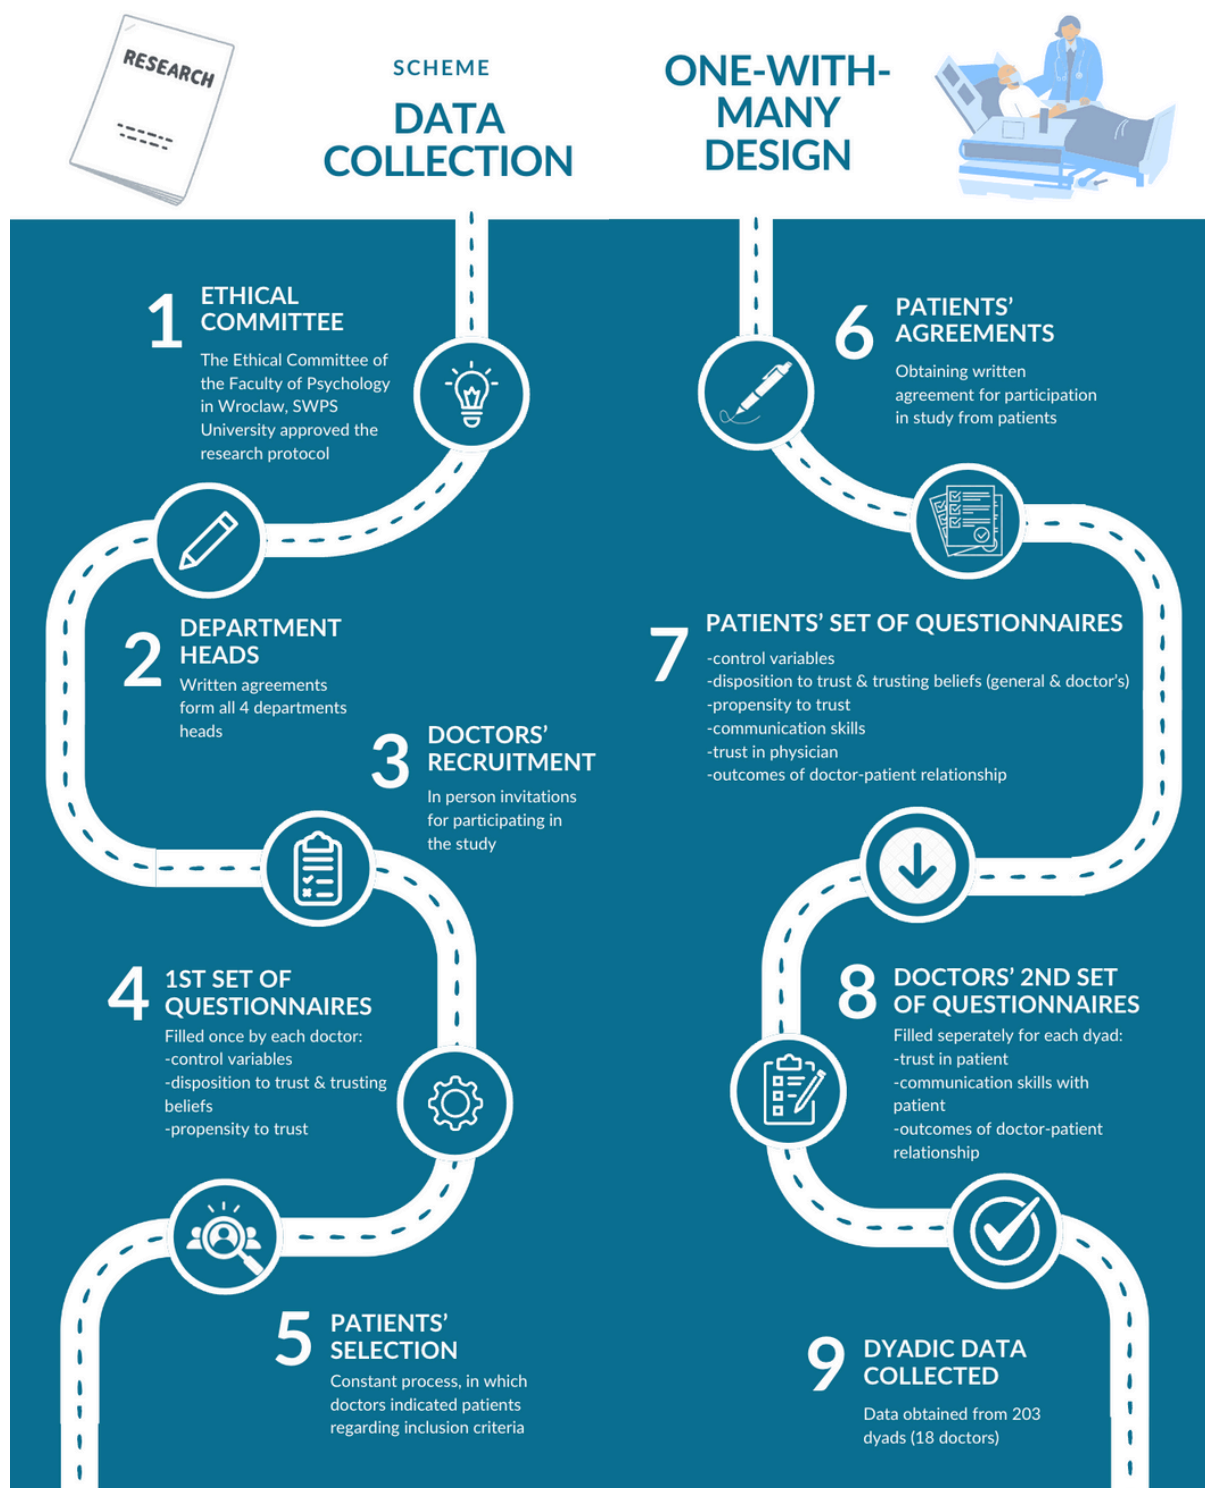 RESEARCH
SCHEME
DATA
COLLECTION
ONE-WITH-
MANY
DESIGN
1
ETHICAL
COMMITTEE
The Ethical Committee of
the Faculty of Psychology
in Wroclaw, SWPS
University approved the
research protocol
2
DEPARTMENT
HEADS
Written agreements
form all 4 departments
heads
3
DOCTORS’
RECRUITMENT
In person invitations
for participating in
the study
4
1ST SET OF
QUESTIONNAIRES
Filled once by each doctor:
-control variables
-disposition to trust & trusting
beliefs
-propensity to trust
5
PATIENTS’
SELECTION
Constant process, in which
doctors indicated patients
regarding inclusion criteria
6
PATIENTS’
AGREEMENTS
Obtaining written
agreement for participation
in study from patients
7
PATIENTS’ SET OF QUESTIONNAIRES
-control variables
-disposition to trust & trusting beliefs (general & doctor’s)
-propensity to trust
-communication skills
-trust in physician
-outcomes of doctor-patient relationship
8
DOCTORS’ 2ND SET
OF QUESTIONNAIRES
Filled seperately for each dyad:
-trust in patient
-communication skills with
patient
-outcomes of doctor-patient
relationship
9
DYADIC DATA
COLLECTED
Data obtained from 203
dyads (18 doctors)